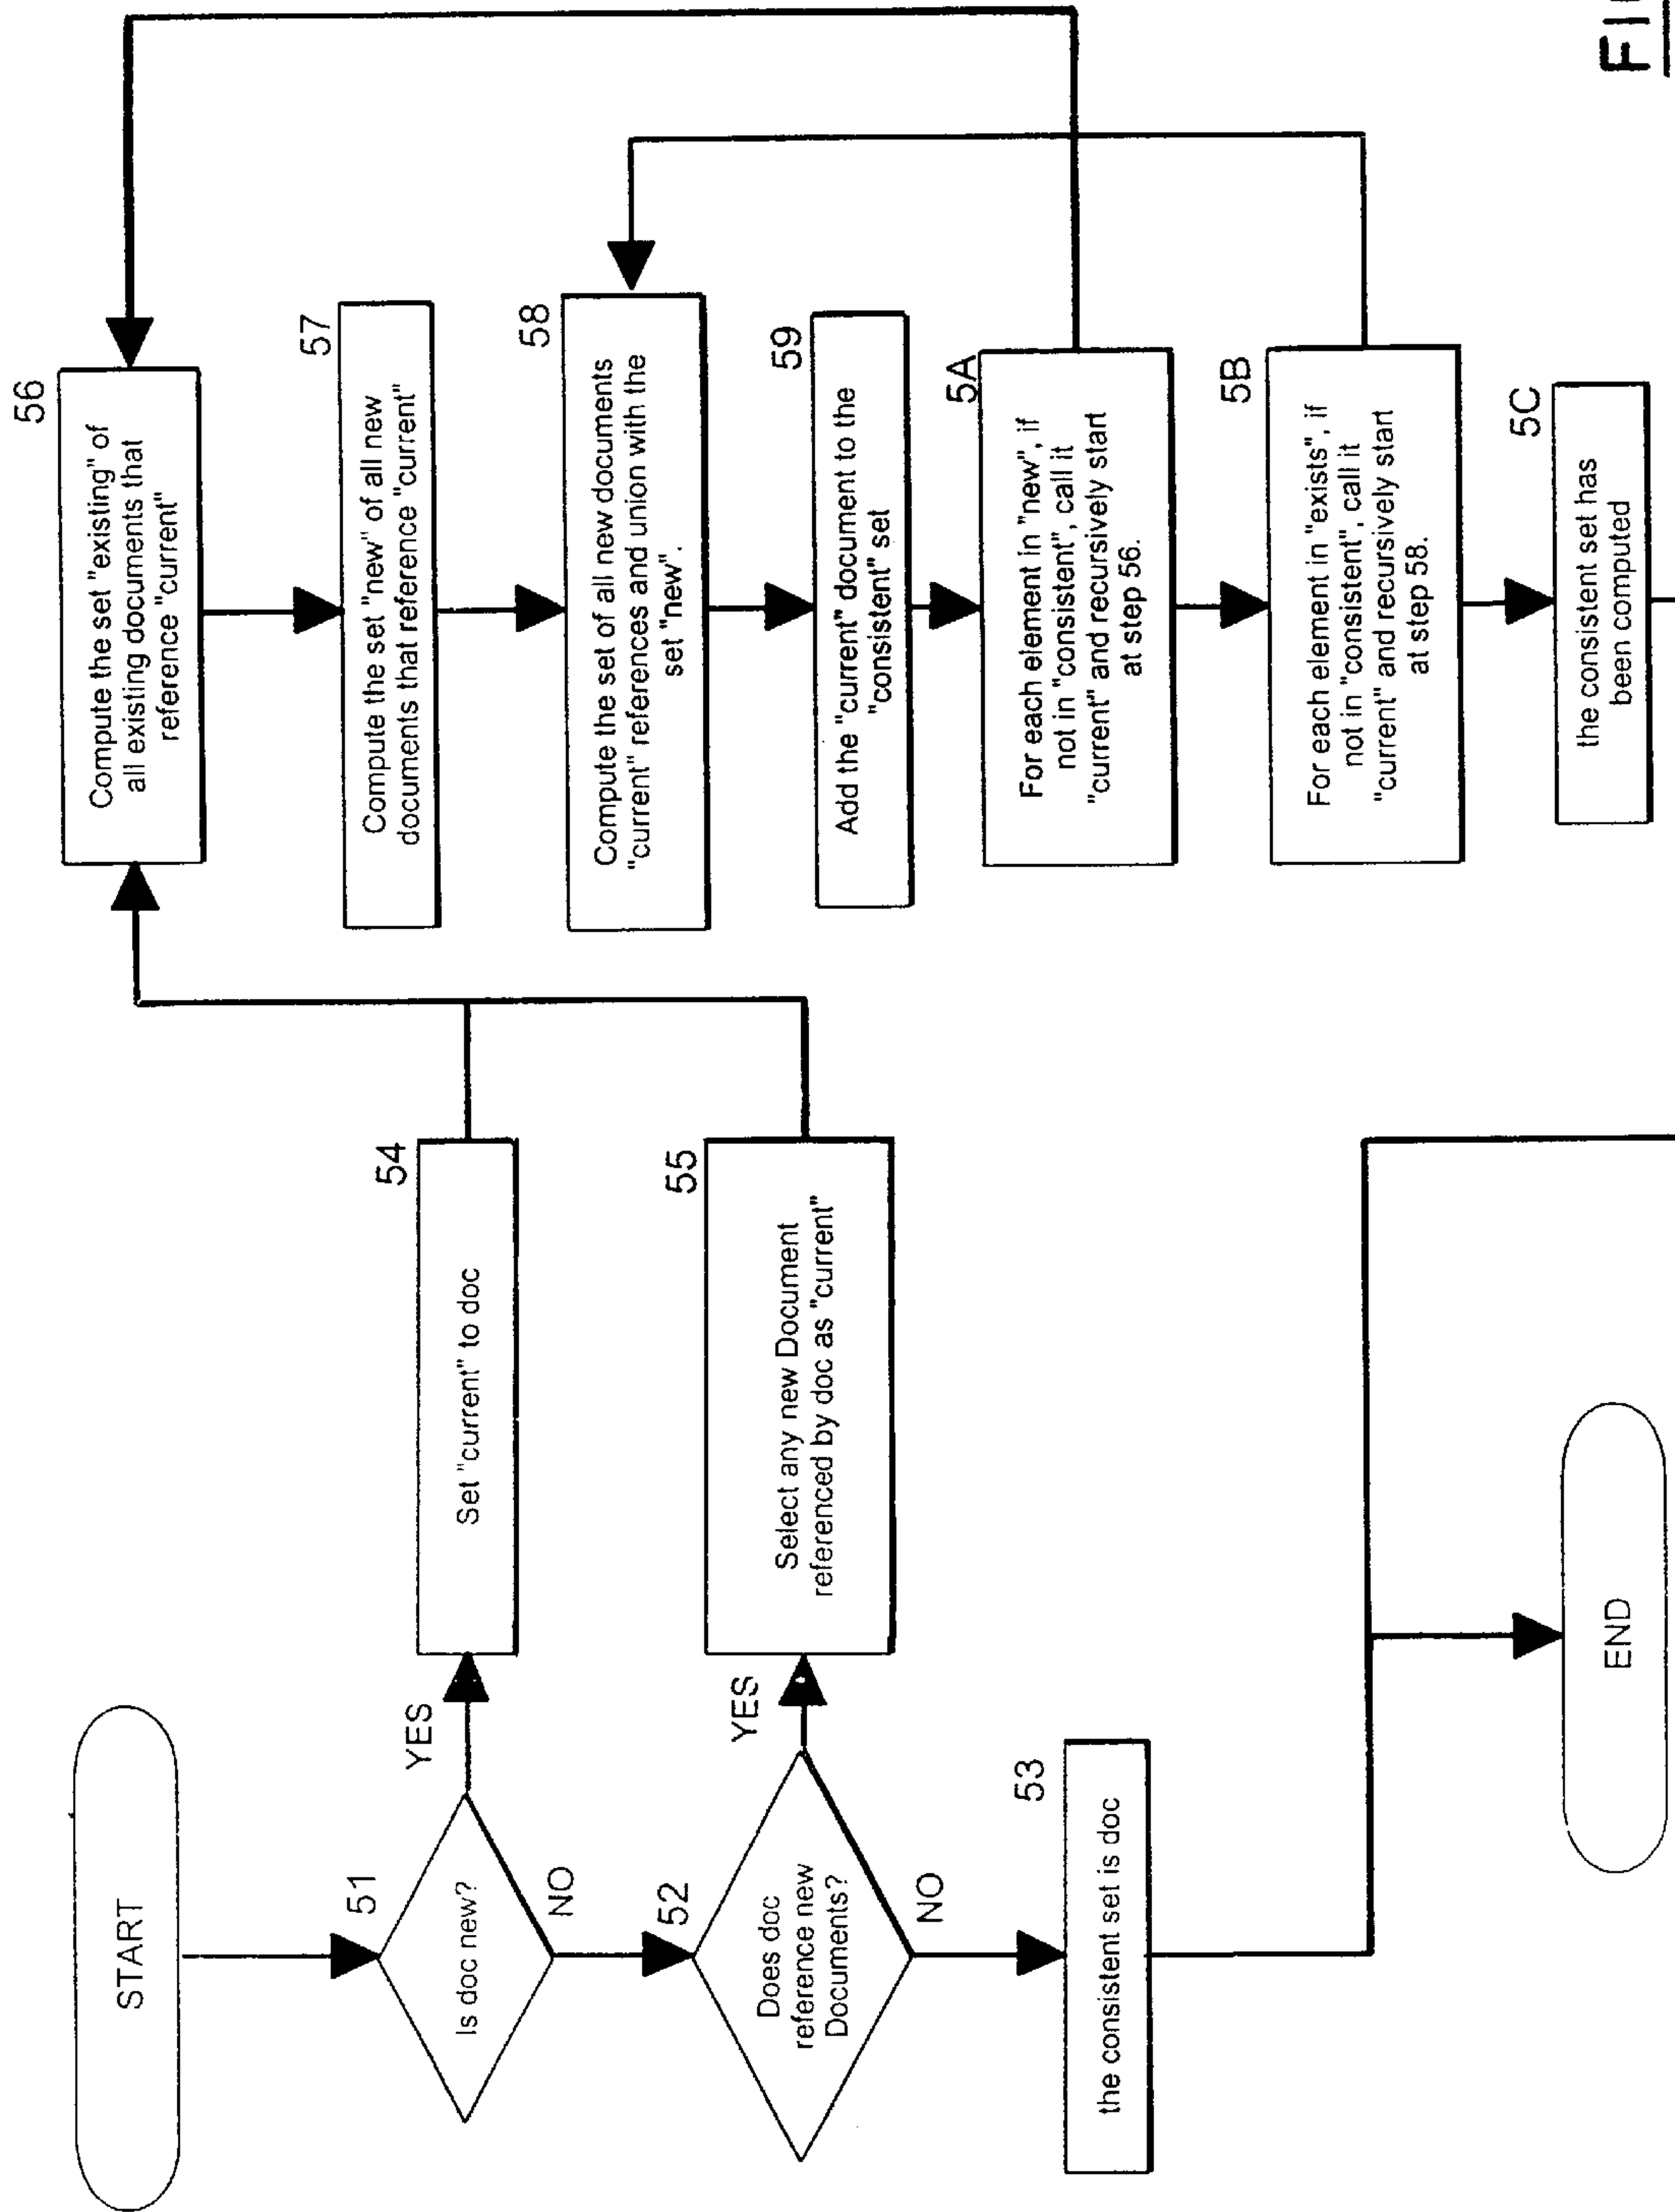 START
51
Is doc new?
YES
NO
52
Does doc
reference new
Documents?
YES
NO
53
the consistent set is doc
54
Set "current" to doc
55
Select any new Document
referenced by doc as "current"
END
56
Compute the set "existing" of
all existing documents that
reference "current"
57
Compute the set "new" of all new
documents that reference "current"
58
Compute the set of all new documents
"current" references and union with the
set "new".
59
Add the "current" document to the
"consistent" set
5A
For each element in "new", if
not in "consistent", call it
"current" and recursively start
at step 56.
5B
For each element in "exists", if
not in "consistent", call it
"current" and recursively start
at step 58.
5C
the consistent set has
been computed